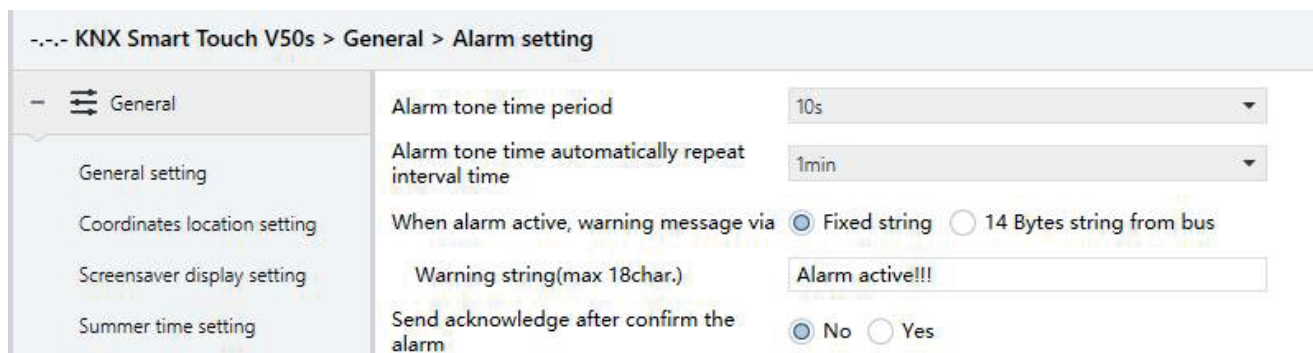 -.-.- KNX Smart Touch V50s > General > Alarm setting
General
General setting
Coordinates location setting
Screensaver display setting
Summer time setting
Alarm tone time period
10s
Alarm tone time automatically repeat
interval time
1min
When alarm active, warning message via
Fixed string
14 Bytes string from bus
Warning string(max 18char.)
Alarm active!!!
Send acknowledge after confirm the
alarm
No
Yes